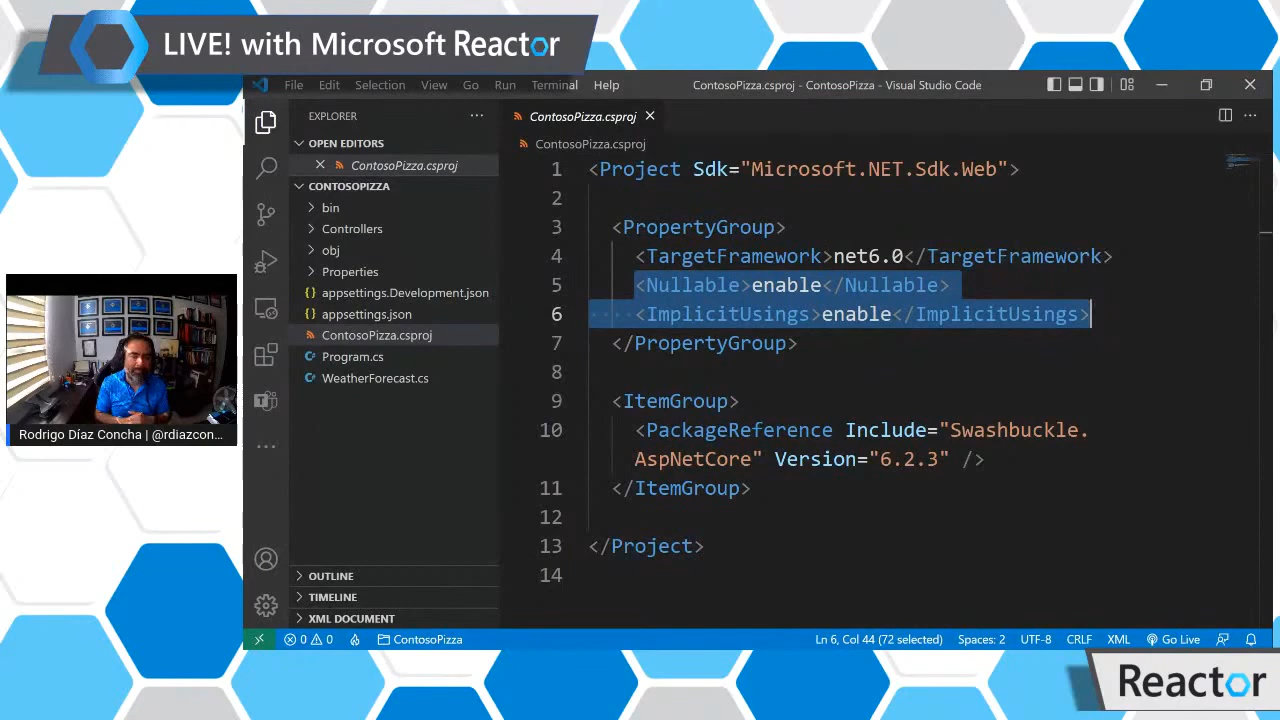 LIVE! with Microsoft Reactor
File Edit Selection View Go Run Terminal Help
ContosoPizza.csproj - ContosoPizza - Visual Studio Code
EXPLORER
OPEN EDITORS
ContosoPizza.csproj
CONTOSOPIZZA
bin
Controllers
obj
Properties
{} appsettings.Development.json
{} appsettings.json
ContosoPizza.csproj
C# Program.cs
C# WeatherForecast.cs
OUTLINE
TIMELINE
XML DOCUMENT
ContosoPizza.csproj
ContosoPizza.csproj
1 <Project Sdk="Microsoft.NET.Sdk.Web">
2
3 <PropertyGroup>
4 <TargetFramework>net6.0</TargetFramework>
5 <Nullable>enable</Nullable>
6 <ImplicitUsings>enable</ImplicitUsings>
7 </PropertyGroup>
8
9 <ItemGroup>
10 <PackageReference Include="Swashbuckle.
AspNetCore" Version="6.2.3" />
11 </ItemGroup>
12
13 </Project>
14
Rodrigo Díaz Concha | @rdiazcon...
0 0 ContosoPizza
Ln 6, Col 44 (72 selected) Spaces: 2 UTF-8 CRLF XML Go Live
Reactor